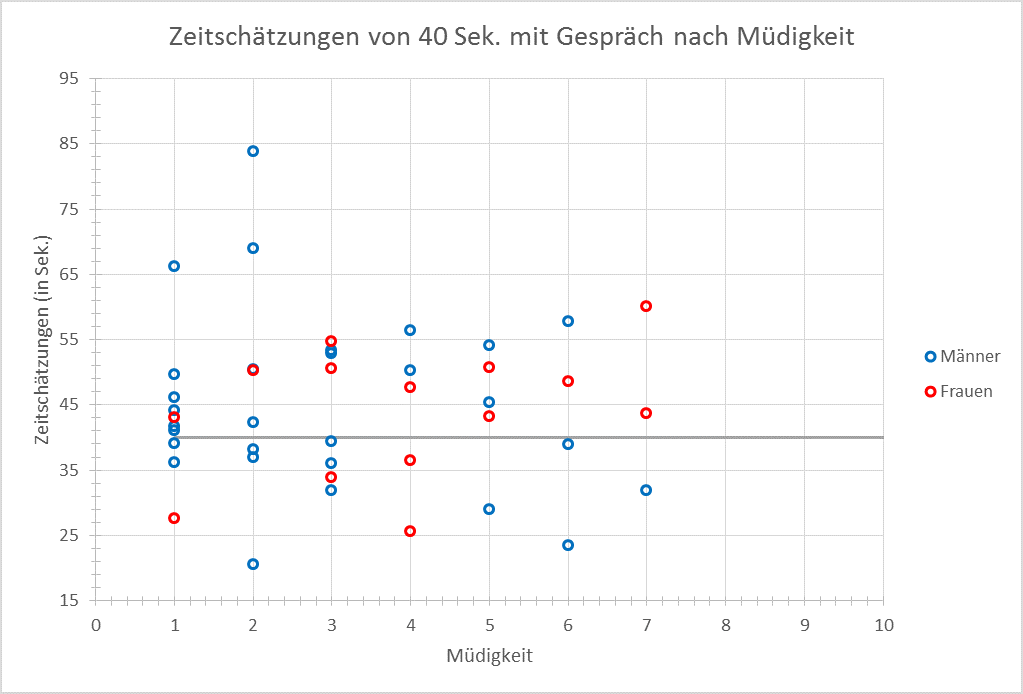 Zeitschätzungen von 40 Sek. mit Gespräch nach Müdigkeit
95
85
75
65
55
45
35
25
15
Zeitschätzungen (in Sek.)
0 1 2 3 4 5 6 7 8 9 10
Müdigkeit
Männer
Frauen